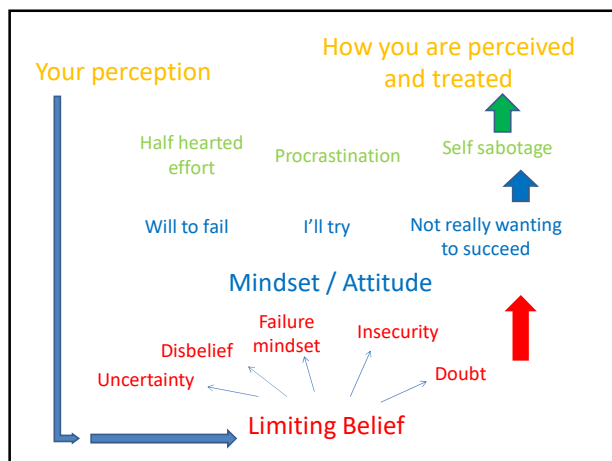 How you are perceived
Your perception
and treated
Half hearted
effort
Procrastination
Self sabotage
Will to fail
I'll try
Not really wanting
to succeed
Mindset / Attitude
Failure
mindset
Insecurity
Disbelief
Uncertainty
Doubt
Limiting Belief